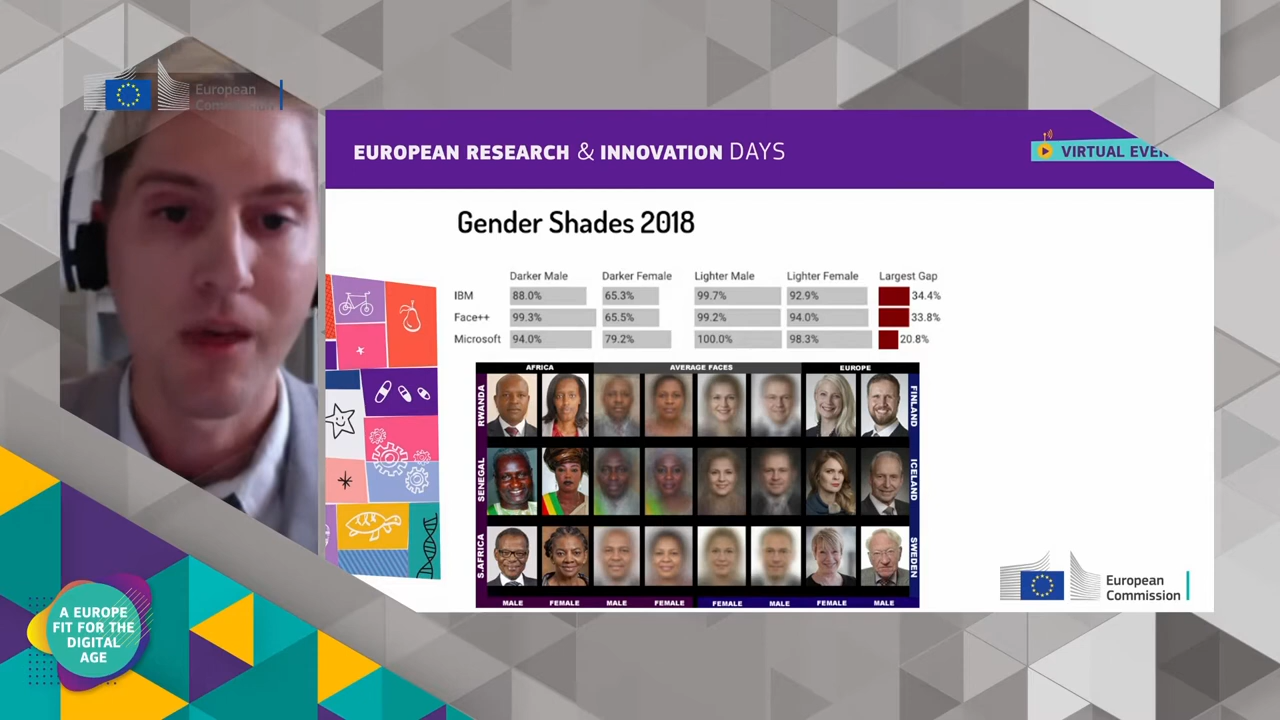 European
Commission
EUROPEAN RESEARCH & INNOVATION DAYS
VIRTUAL EVEN
Gender Shades 2018
Darker Male Darker Female Lighter Male Lighter Female Largest Gap
IBM 88.0% 65.3% 99.7% 92.9% 34.4%
Face++ 99.3% 65.5% 99.2% 94.0% 33.8%
Microsoft 94.0% 79.2% 100.0% 98.3% 20.8%
AFRICA AVERAGE FACES EUROPE
RWANDA FINLAND
SENEGAL ICELAND
S.AFRICA SWEDEN
MALE FEMALE MALE FEMALE FEMALE MALE FEMALE MALE
European
Commission
A EUROPE
FIT FOR THE
DIGITAL
AGE